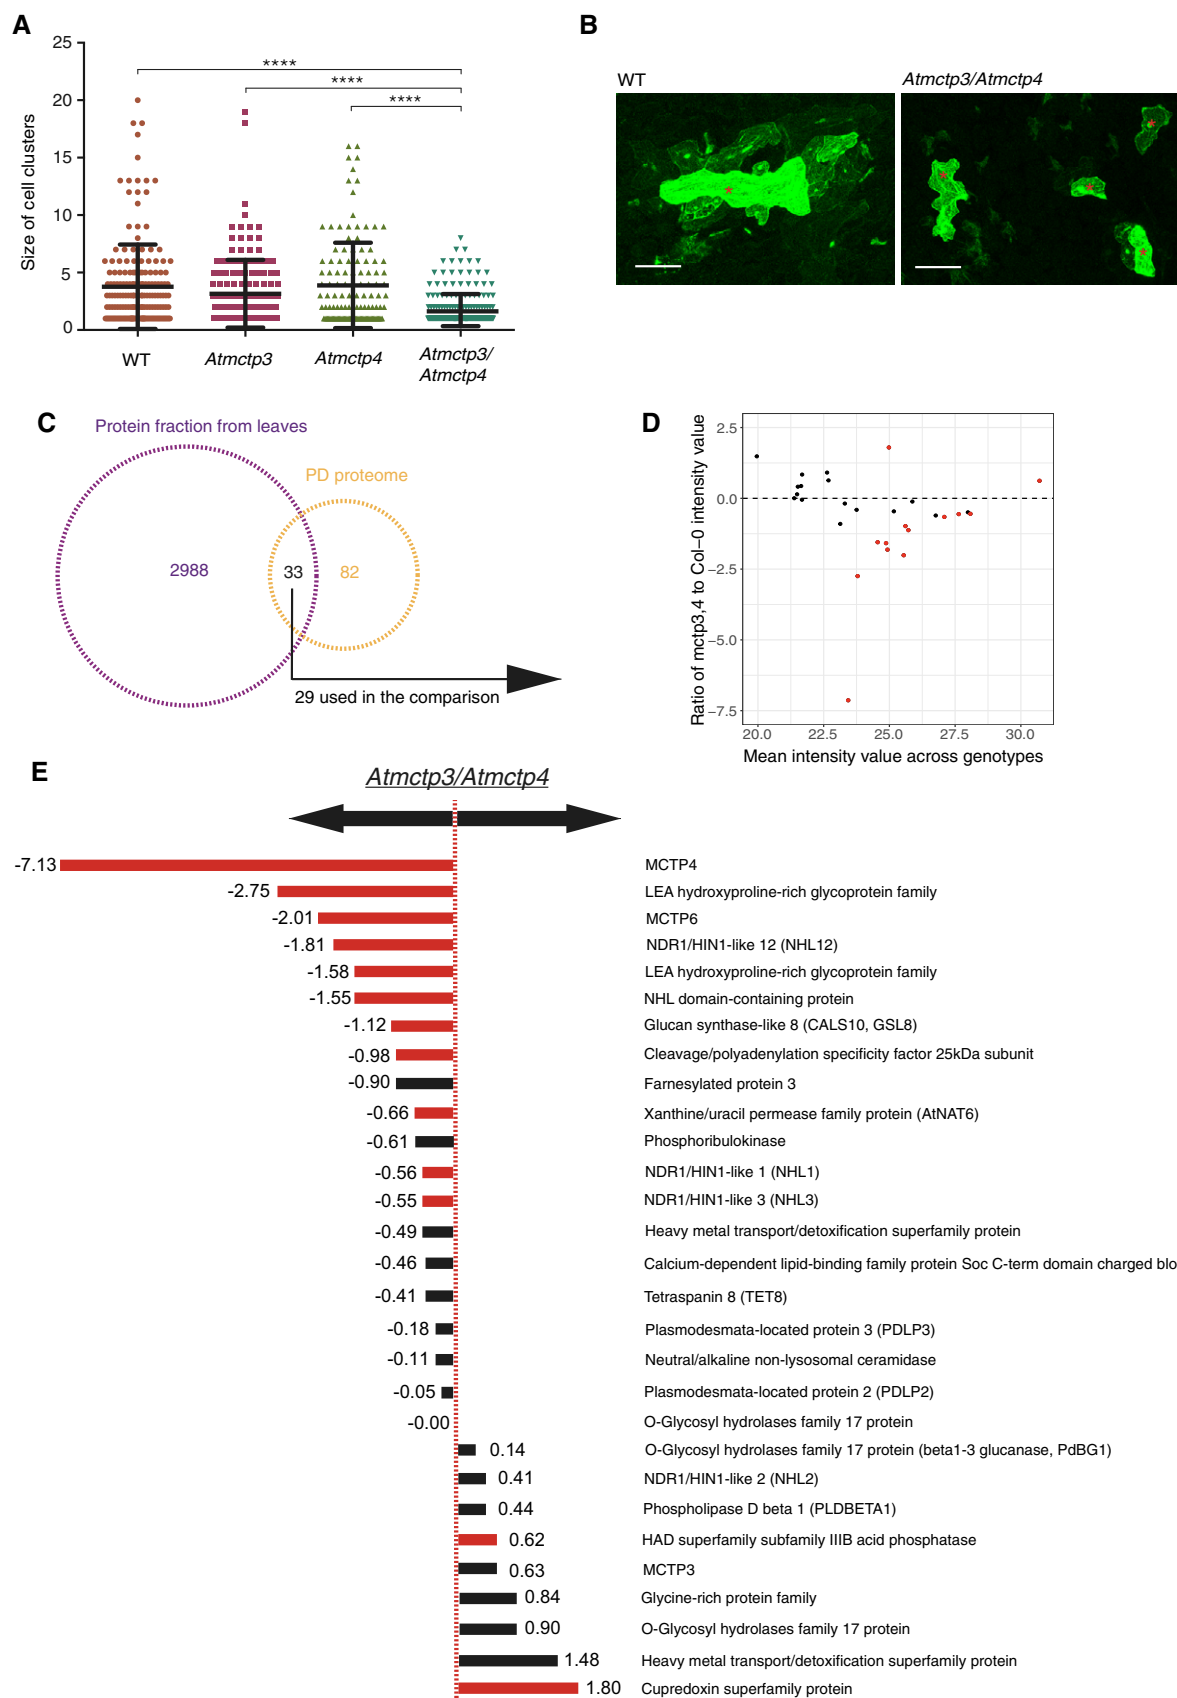 A
25
20
15
10
5
0
Size of cell clusters
****
****
****
WT
Atmctp3
Atmctp4
Atmctp3/
Atmctp4
B
WT
Atmctp3/Atmctp4
*
*
*
*
*
C
Protein fraction from leaves
PD proteome
2988
33
82
29 used in the comparison
D
Ratio of mctp3,4 to Col-0 intensity value
2.5
0.0
-2.5
-5.0
-7.5
20.0 22.5 25.0 27.5 30.0
Mean intensity value across genotypes
E
Atmctp3/Atmctp4
-7.13 MCTP4
-2.75 LEA hydroxyproline-rich glycoprotein family
-2.01 MCTP6
-1.81 NDR1/HIN1-like 12 (NHL12)
-1.58 LEA hydroxyproline-rich glycoprotein family
-1.55 NHL domain-containing protein
-1.12 Glucan synthase-like 8 (CALS10, GSL8)
-0.98 Cleavage/polyadenylation specificity factor 25kDa subunit
-0.90 Farnesylated protein 3
-0.66 Xanthine/uracil permease family protein (AtNAT6)
-0.61 Phosphoribulokinase
-0.56 NDR1/HIN1-like 1 (NHL1)
-0.55 NDR1/HIN1-like 3 (NHL3)
-0.49 Heavy metal transport/detoxification superfamily protein
-0.46 Calcium-dependent lipid-binding family protein Soc C-term domain charged blo
-0.41 Tetraspanin 8 (TET8)
-0.18 Plasmodesmata-located protein 3 (PDLP3)
-0.11 Neutral/alkaline non-lysosomal ceramidase
-0.05 Plasmodesmata-located protein 2 (PDLP2)
-0.00 O-Glycosyl hydrolases family 17 protein
0.14 O-Glycosyl hydrolases family 17 protein (beta1-3 glucanase, PdBG1)
0.41 NDR1/HIN1-like 2 (NHL2)
0.44 Phospholipase D beta 1 (PLDBETA1)
0.62 HAD superfamily subfamily IIIB acid phosphatase
0.63 MCTP3
0.84 Glycine-rich protein family
0.90 O-Glycosyl hydrolases family 17 protein
1.48 Heavy metal transport/detoxification superfamily protein
1.80 Cupredoxin superfamily protein